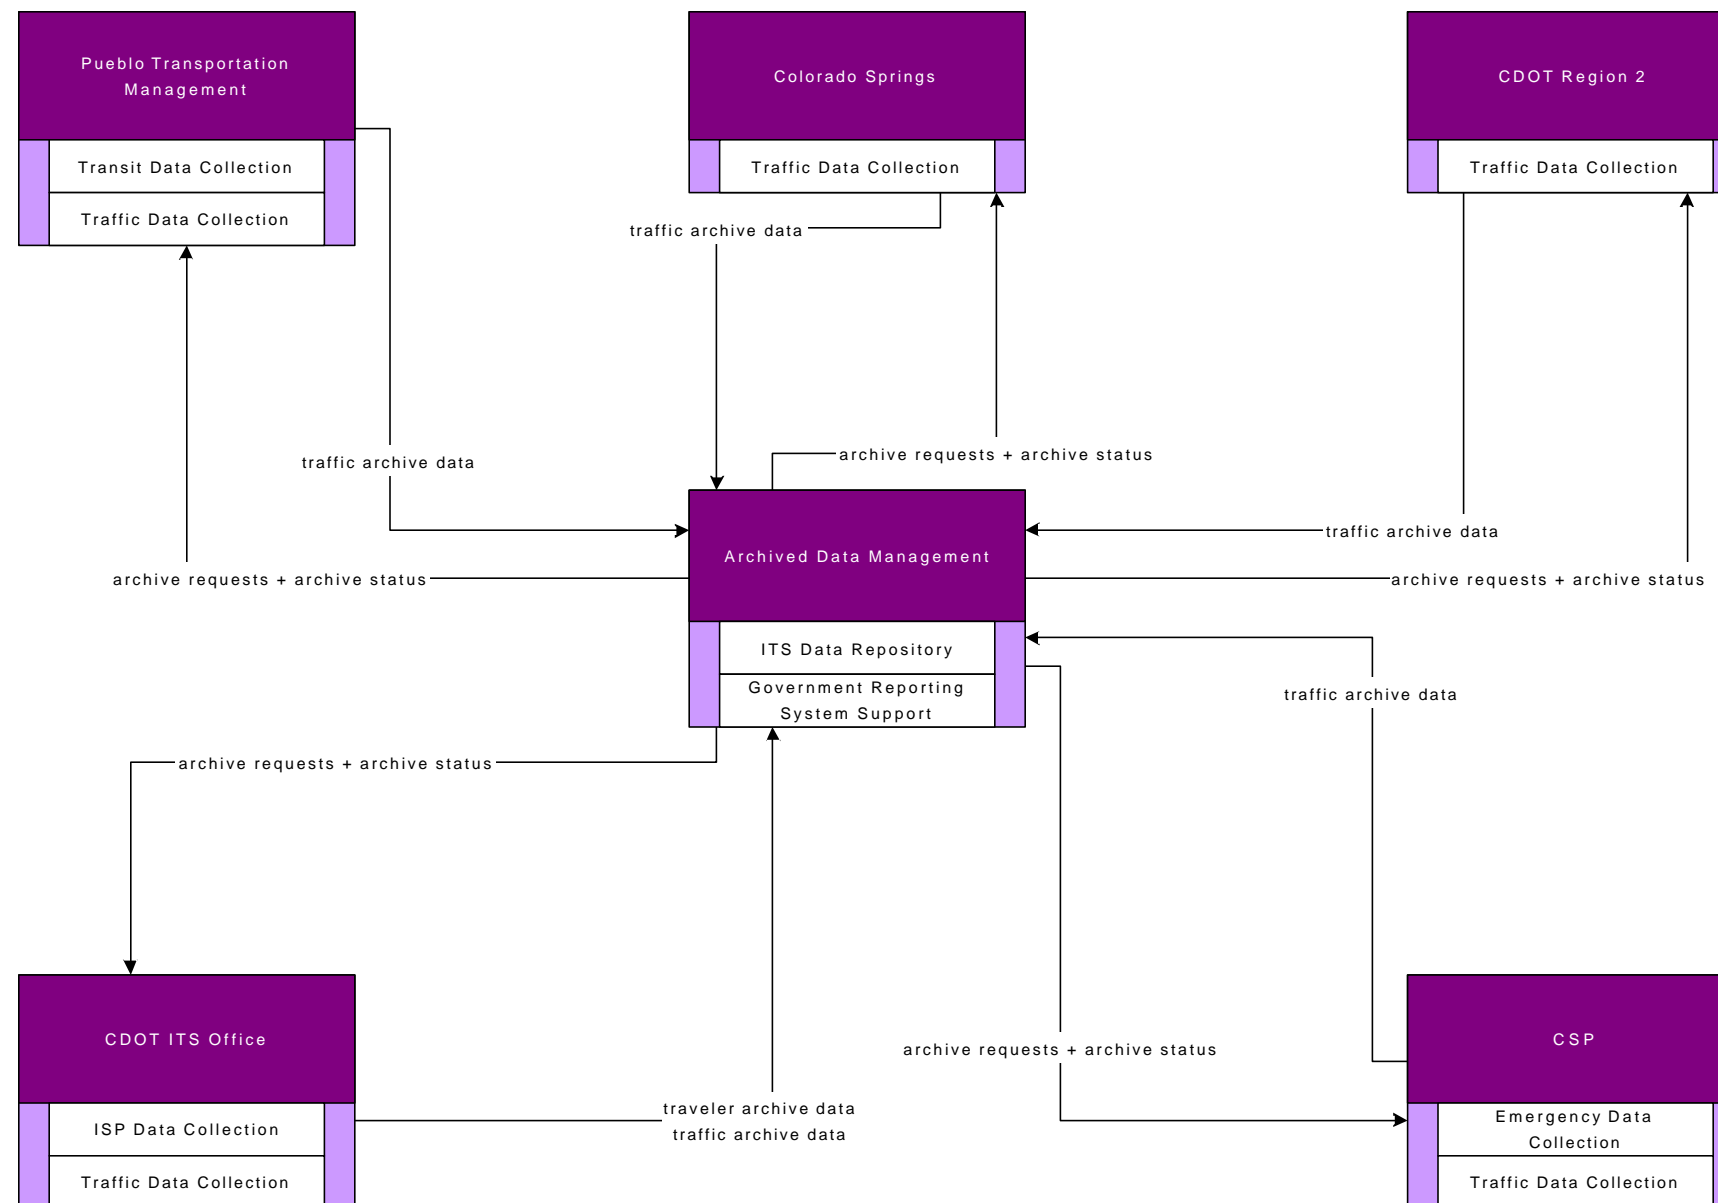 Pueblo Transportation
Management
Transit Data Collection
Traffic Data Collection
Colorado Springs
Traffic Data Collection
CDOT Region 2
Traffic Data Collection
traffic archive data
archive requests + archive status
traffic archive data
traffic archive data
archive requests + archive status
archive requests + archive status
Archived Data Management
ITS Data Repository
Government Reporting
System Support
traffic archive data
archive requests + archive status
CDOT ITS Office
ISP Data Collection
Traffic Data Collection
archive requests + archive status
traveler archive data
traffic archive data
CSP
Emergency Data
Collection
Traffic Data Collection